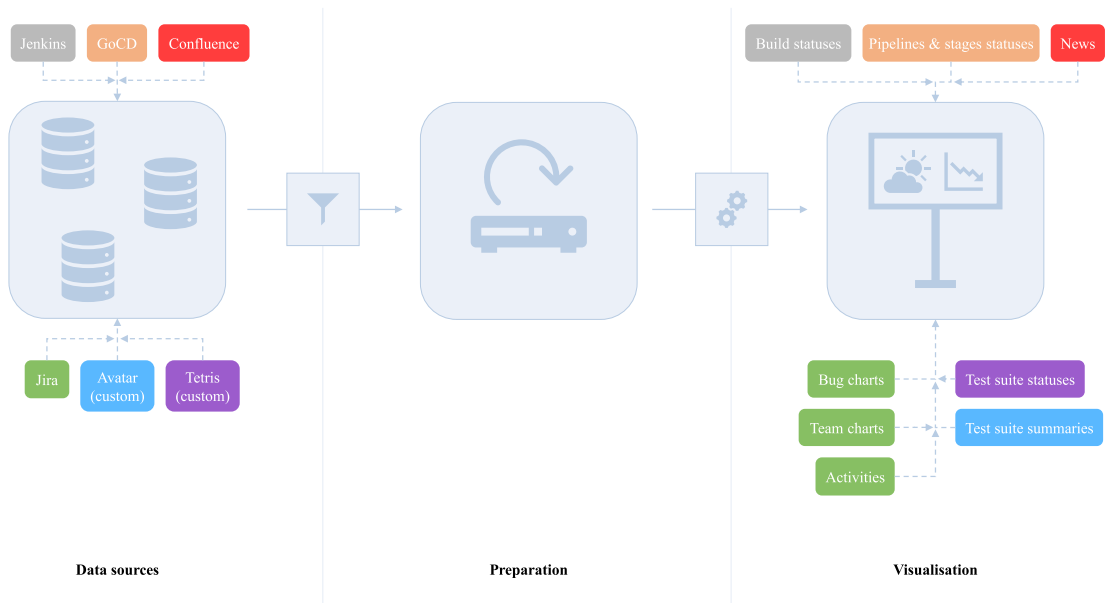 Jenkins
GoCD
Confluence
Build statuses
Pipelines & stages statuses
News
Jira
Avatar
(custom)
Tetris
(custom)
Bug charts
Test suite statuses
Team charts
Test suite summaries
Activities
Data sources
Preparation
Visualisation